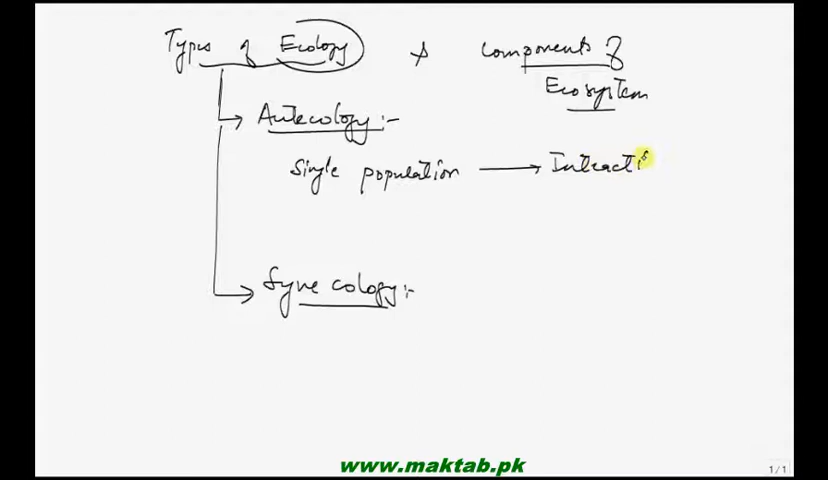 Types of Ecology & components of
Ecosystem
Autecology:-
Single population → Interacti
Synecology:-
www.maktab.pk
1/1